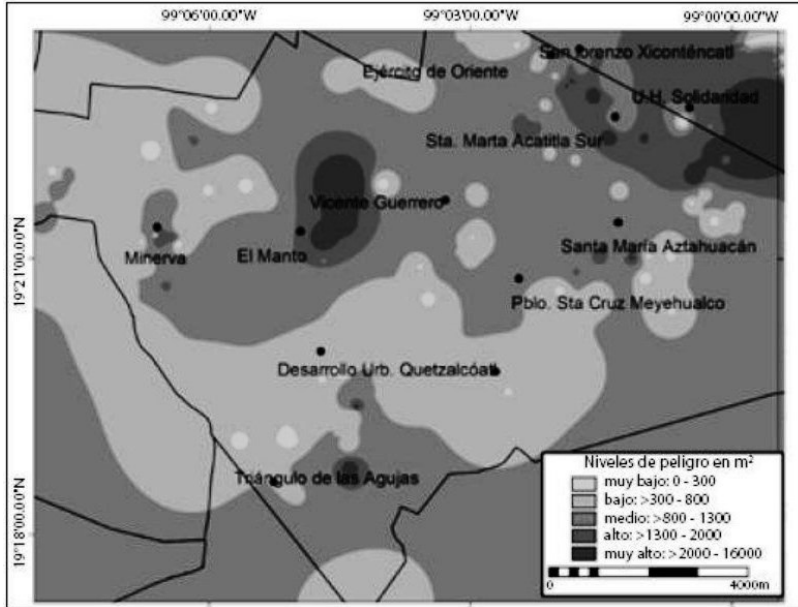 99°06'00.00"W 99°03'00.00"W 99°00'00.00"W
San lorenzo Xiconténcatl
Ejército de Oriente
U.H. Solidaridad
Sta. Marta Acatitla Sur
Vicente Guerrero
Minerva
El Manto
Santa María Aztahuacán
19°21'00.00"N
Pblo. Sta Cruz Meyehualco
Desarrollo Urb. Quetzalcóatl
Triángulo de las Agujas
19°18'00.00"N
Niveles de peligro en m²
muy bajo: 0 - 300
bajo: >300 - 800
medio: >800 - 1300
alto: >1300 - 2000
muy alto: >2000 - 16000
0 4000m